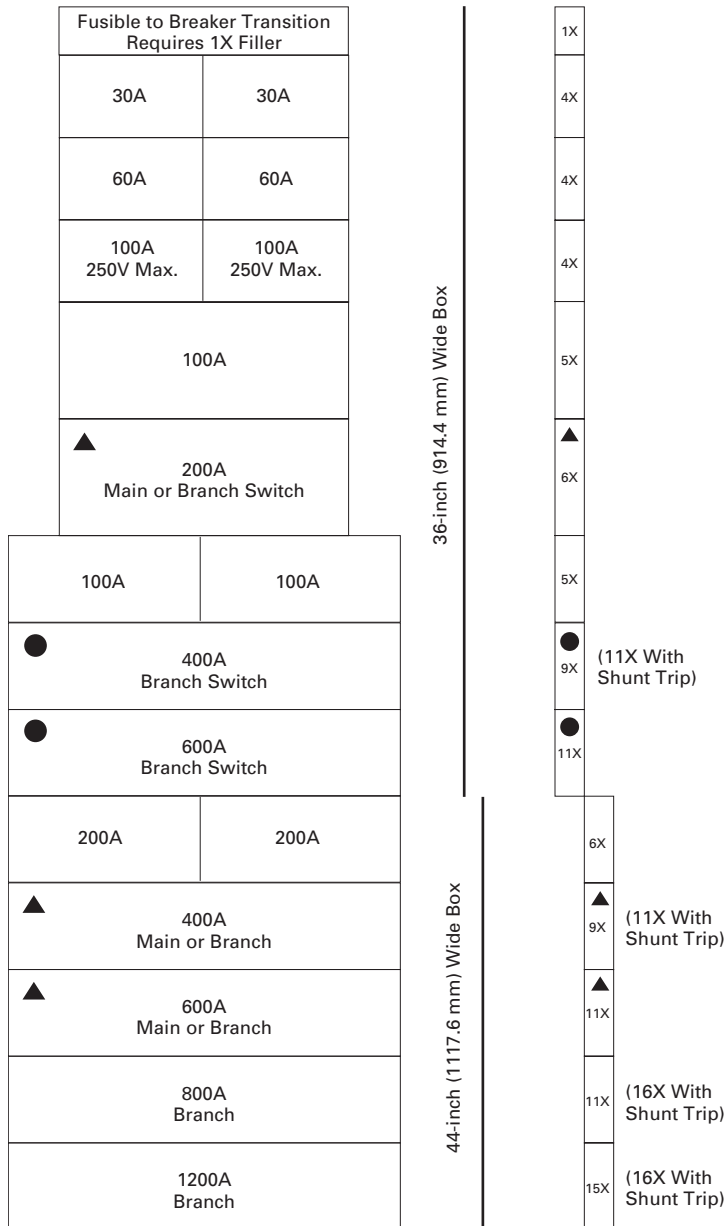 Fusible to Breaker Transition
Requires 1X Filler
1X
30A 30A
4X
60A 60A
4X
100A 100A
250V Max. 250V Max.
4X
100A
5X
200A
Main or Branch Switch
6X
100A 100A
5X
400A
Branch Switch
9X
(11X With
Shunt Trip)
600A
Branch Switch
11X
36-inch (914.4 mm) Wide Box
200A 200A
6X
400A
Main or Branch
9X
(11X With
Shunt Trip)
600A
Main or Branch
11X
800A
Branch
11X
(16X With
Shunt Trip)
1200A
Branch
15X
(16X With
Shunt Trip)
44-inch (1117.6 mm) Wide Box